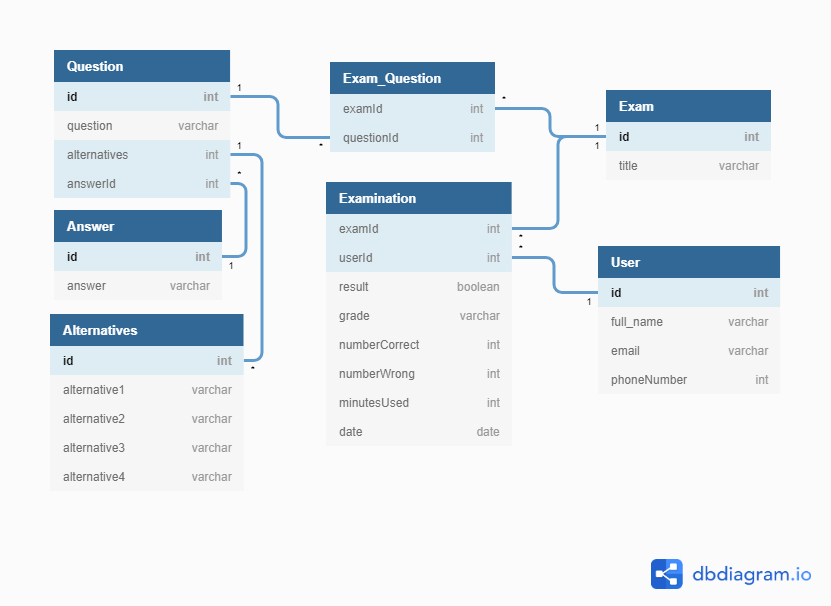 Question
id int
question varchar
alternatives int
answerId int
1
1
*
*
Answer
id int
answer varchar
1
Alternatives
id int
alternative1 varchar
alternative2 varchar
alternative3 varchar
alternative4 varchar
*
Exam_Question
examId int
questionId int
*
Examination
examId int
userId int
result boolean
grade varchar
numberCorrect int
numberWrong int
minutesUsed int
date date
*
*
Exam
id int
title varchar
1
1
User
id int
full_name varchar
email varchar
phoneNumber int
1
dbdiagram.io